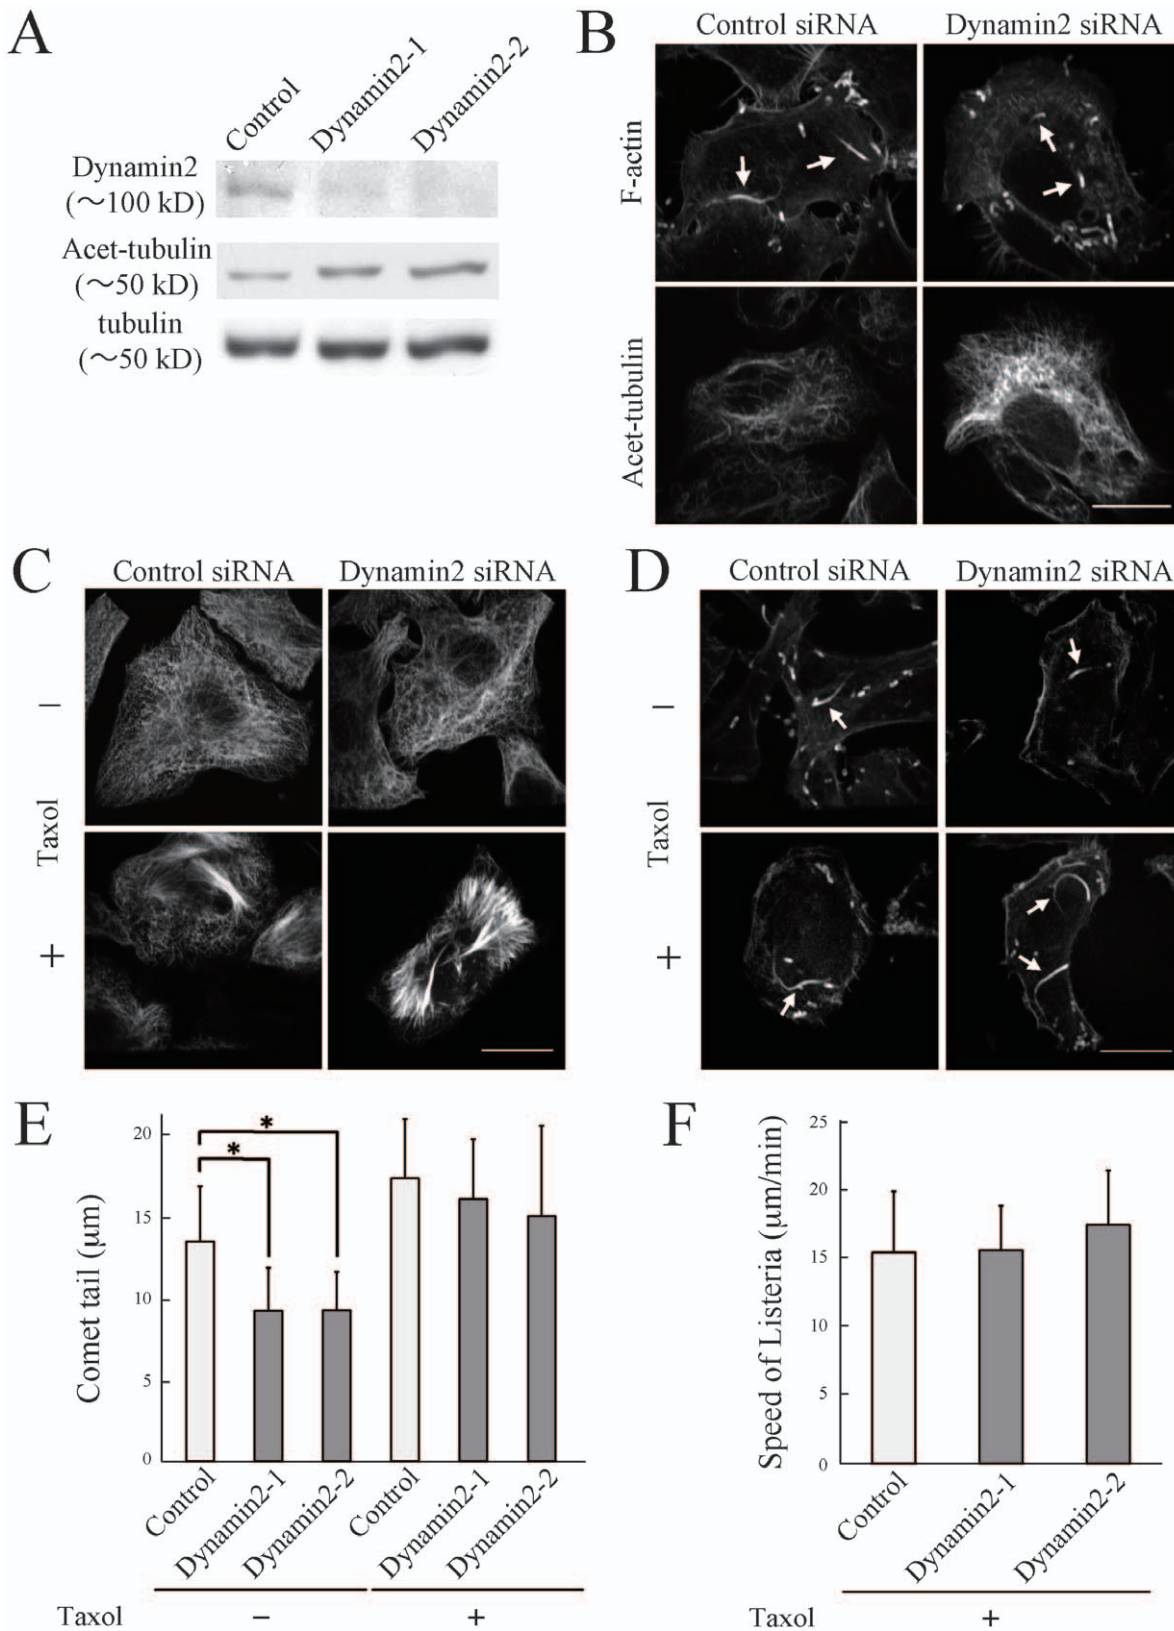 A
Control
Dynamin2-1
Dynamin2-2
Dynamin2
(～100 kD)
Acet-tubulin
(～50 kD)
tubulin
(～50 kD)
B
Control siRNA
Dynamin2 siRNA
F-actin
Acet-tubulin
C
Control siRNA
Dynamin2 siRNA
−
Taxol
+
D
Control siRNA
Dynamin2 siRNA
−
Taxol
+
E
Comet tail (μm)
20
15
10
5
0
*
*
Control
Dynamin2-1
Dynamin2-2
Control
Dynamin2-1
Dynamin2-2
Taxol − +
F
Speed of Listeria (μm/min)
25
20
15
10
5
0
Control
Dynamin2-1
Dynamin2-2
Taxol +